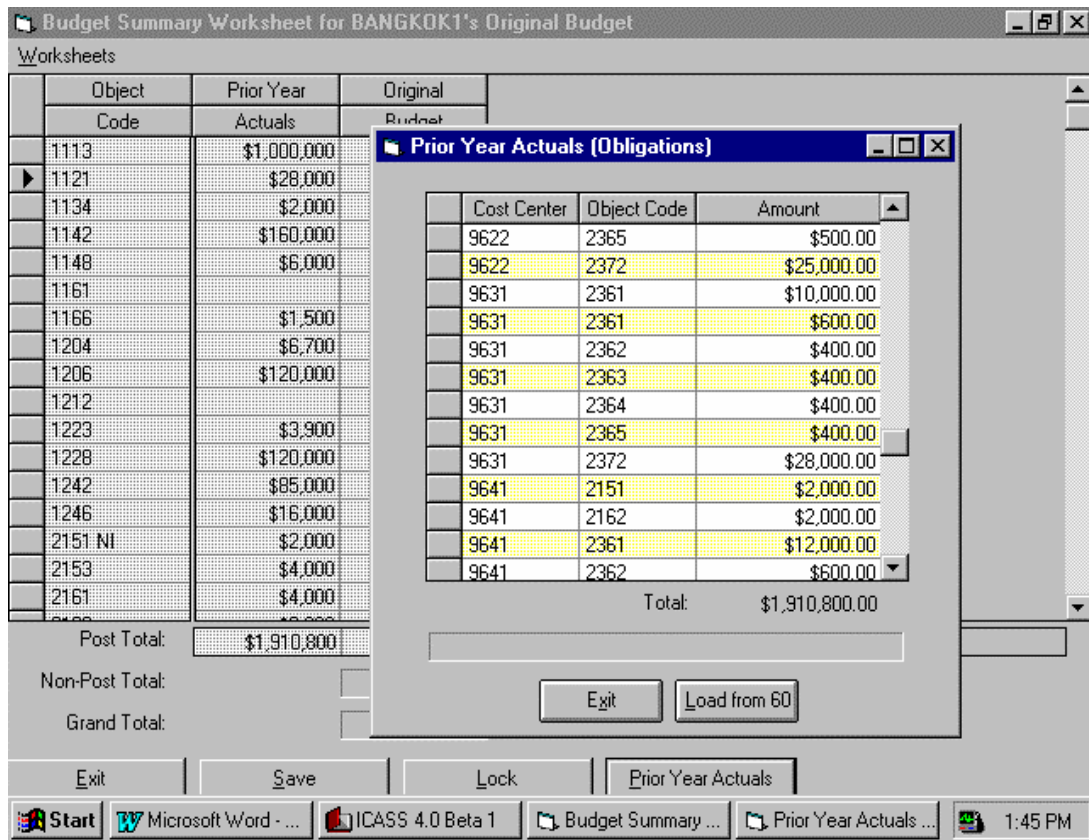 Budget Summary Worksheet for BANGKOK1's Original Budget
Worksheets
Object Prior Year Original
Code Actuals Budget
1113 $1,000,000
1121 $28,000
1134 $2,000
1142 $160,000
1148 $6,000
1161
1166 $1,500
1204 $6,700
1206 $120,000
1212
1223 $3,900
1228 $120,000
1242 $85,000
1246 $16,000
2151 NI $2,000
2153 $4,000
2161 $4,000
Post Total: $1,910,800
Non-Post Total:
Grand Total:
Prior Year Actuals (Obligations)
Cost Center Object Code Amount
9622 2365 $500.00
9622 2372 $25,000.00
9631 2361 $10,000.00
9631 2361 $600.00
9631 2362 $400.00
9631 2363 $400.00
9631 2364 $400.00
9631 2365 $400.00
9631 2372 $28,000.00
9641 2151 $2,000.00
9641 2162 $2,000.00
9641 2361 $12,000.00
9641 2362 $600.00
Total: $1,910,800.00
Exit Load from 60
Exit Save Lock Prior Year Actuals
Start Microsoft Word - ... ICASS 4.0 Beta 1 Budget Summary ... Prior Year Actuals ... 1:45 PM